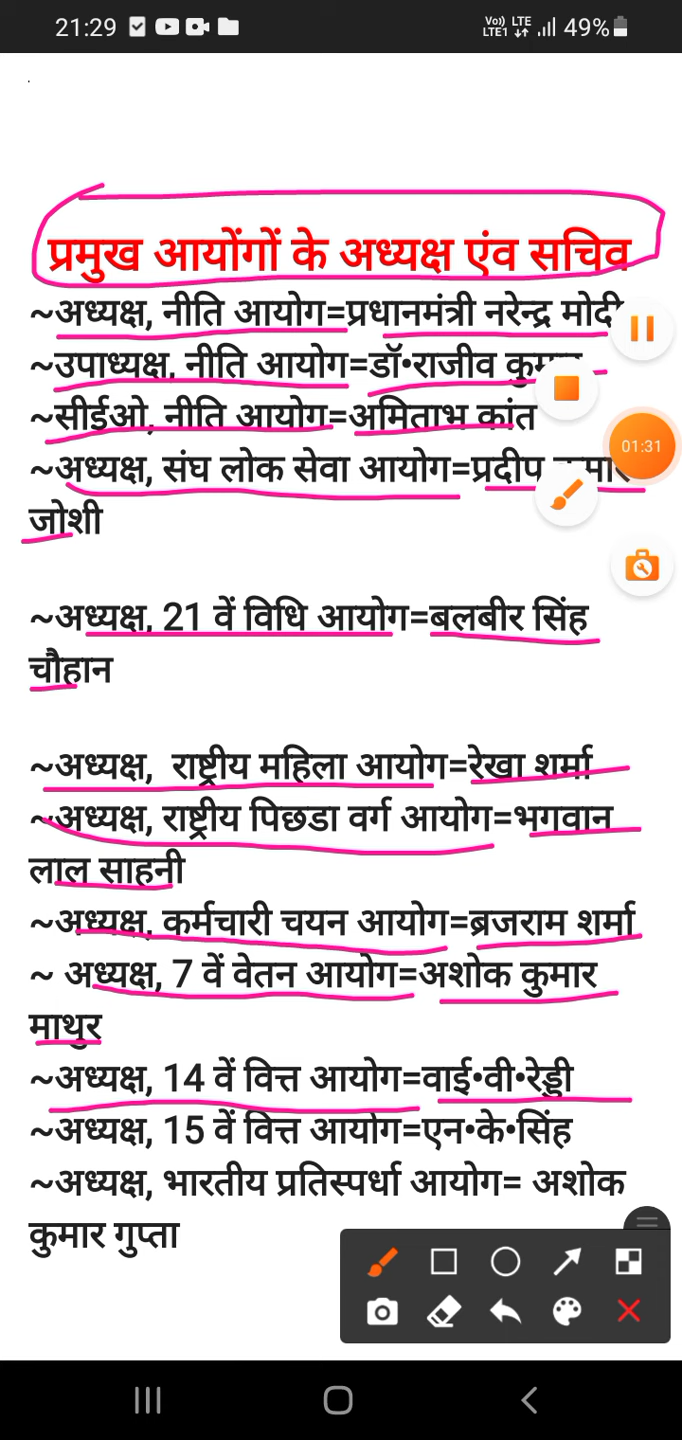 21:29 Vo) LTE LTE1 49%
प्रमुख आयोंगों के अध्यक्ष एंव सचिव
~अध्यक्ष, नीति आयोग=प्रधानमंत्री नरेन्द्र मोदी
~उपाध्यक्ष, नीति आयोग=डॉ•राजीव
~सीईओ, नीति आयोग=अमिताभ कांत
~अध्यक्ष, संघ लोक सेवा आयोग=प्रदीप
01:31
जोशी
~अध्यक्ष, 21 वें विधि आयोग=बलबीर सिंह
चौहान
~अध्यक्ष, राष्ट्रीय महिला आयोग=रेखा शर्मा
~अध्यक्ष, राष्ट्रीय पिछडा वर्ग आयोग=भगवान
लाल साहनी
~अध्यक्ष, कर्मचारी चयन आयोग=ब्रजराम शर्मा
~ अध्यक्ष, 7 वें वेतन आयोग=अशोक कुमार
माथुर
~अध्यक्ष, 14 वें वित्त आयोग=वाई•वी•रेड्डी
~अध्यक्ष, 15 वें वित्त आयोग=एन•के•सिंह
~अध्यक्ष, भारतीय प्रतिस्पर्धा आयोग= अशोक
कुमार गुप्ता